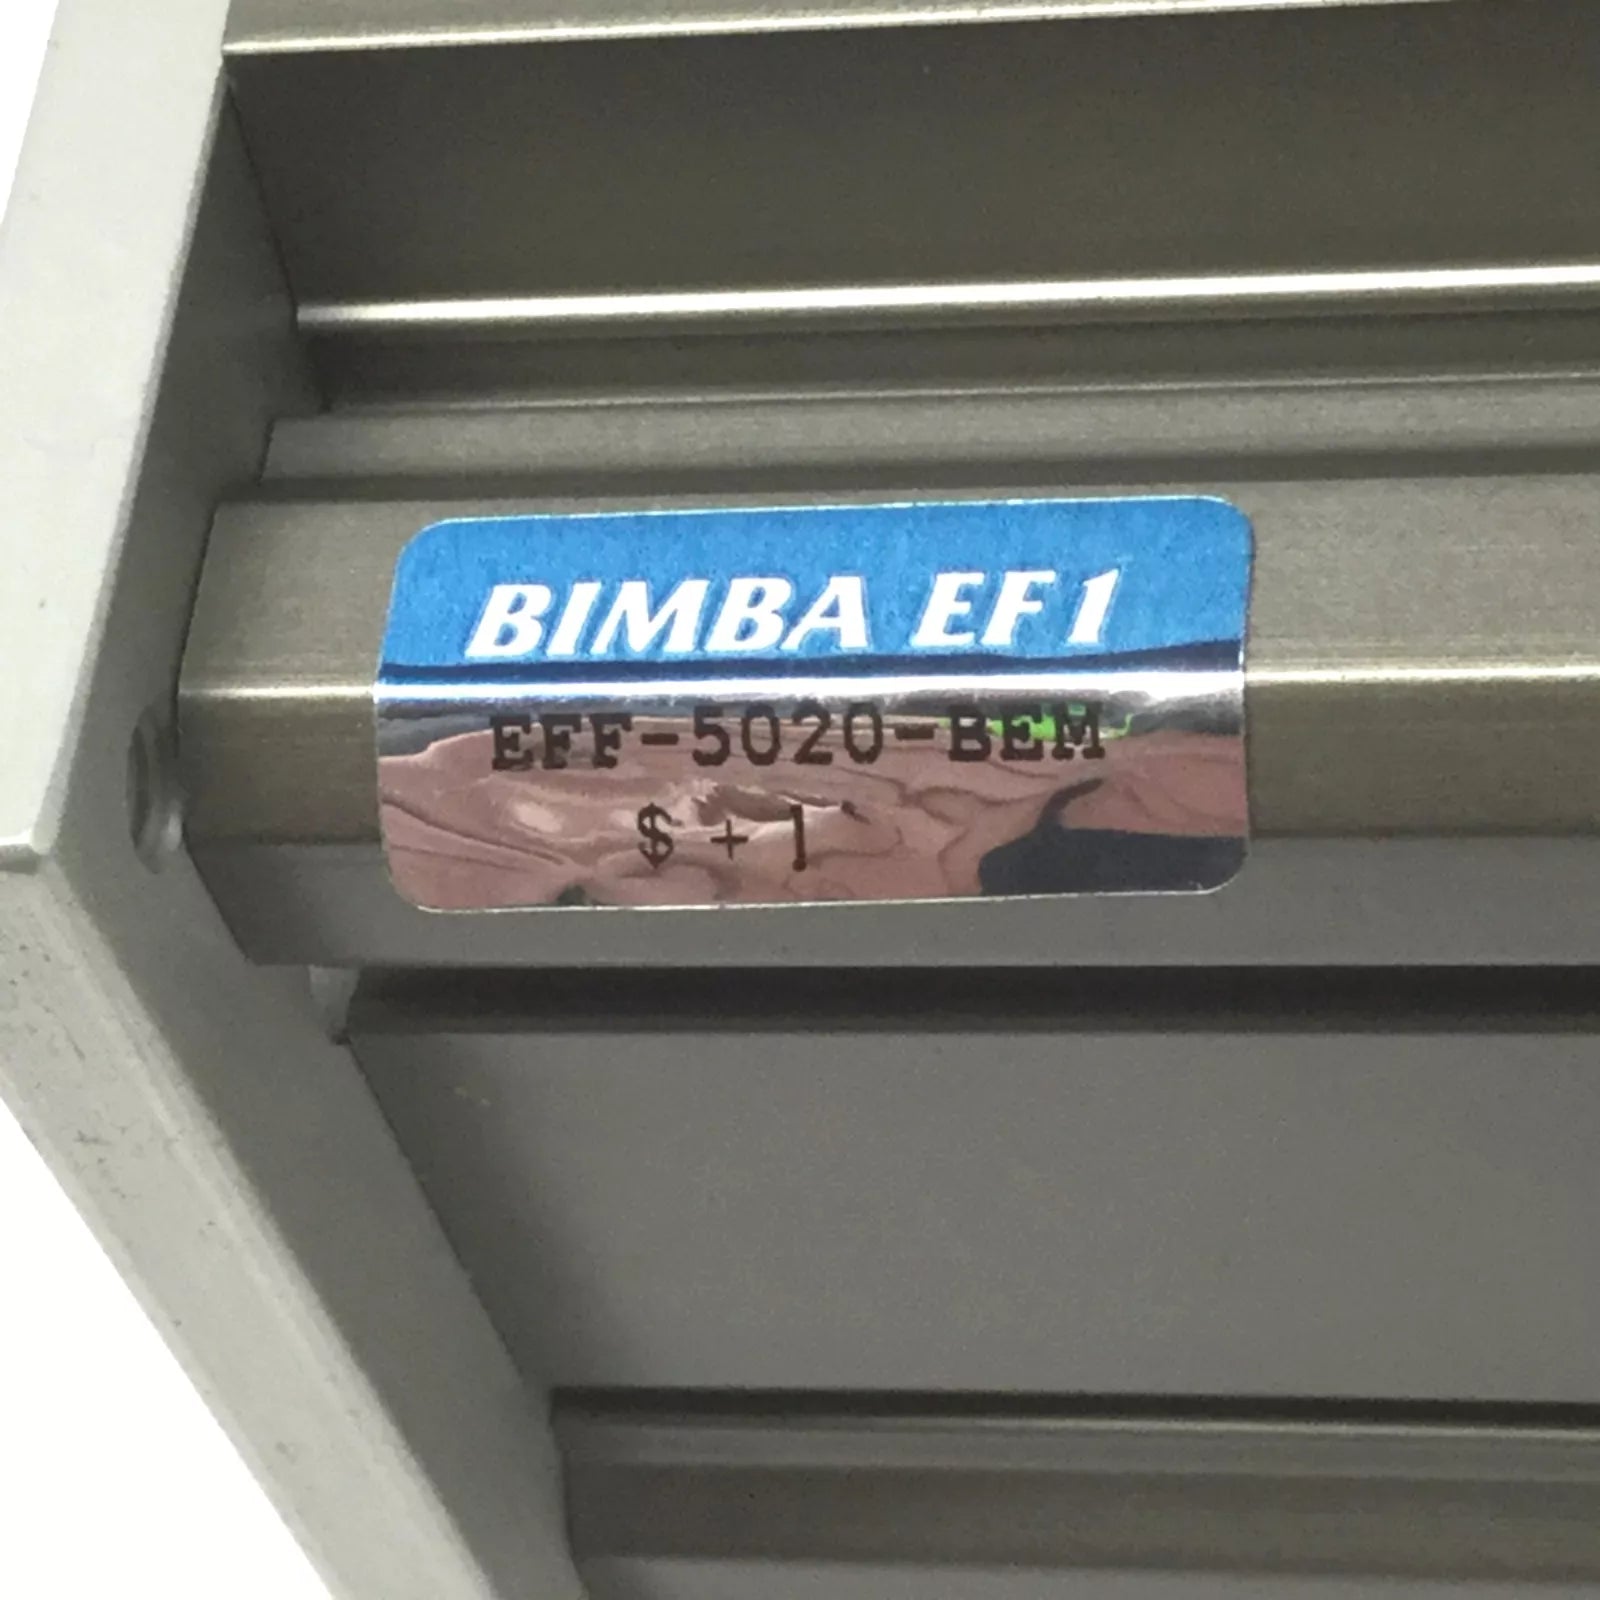 BIMBA EF1
EFF-5020-BEM
$ + 1